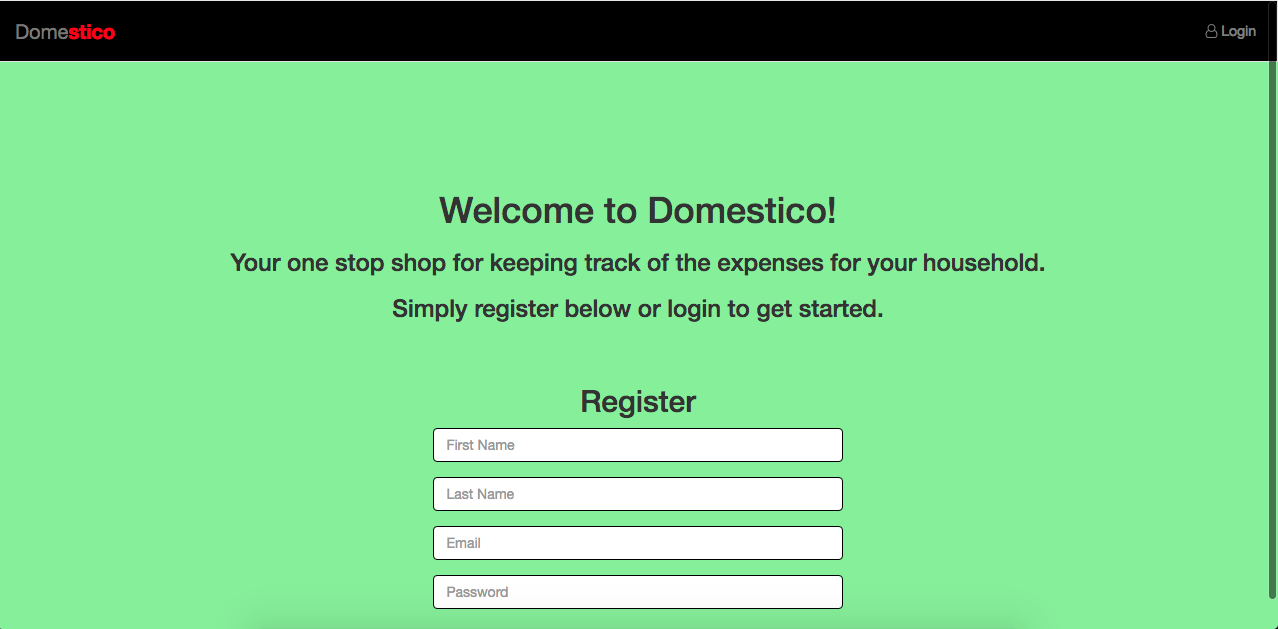 Domestico
Login
Welcome to Domestico!
Your one stop shop for keeping track of the expenses for your household.
Simply register below or login to get started.
Register
First Name
Last Name
Email
Password